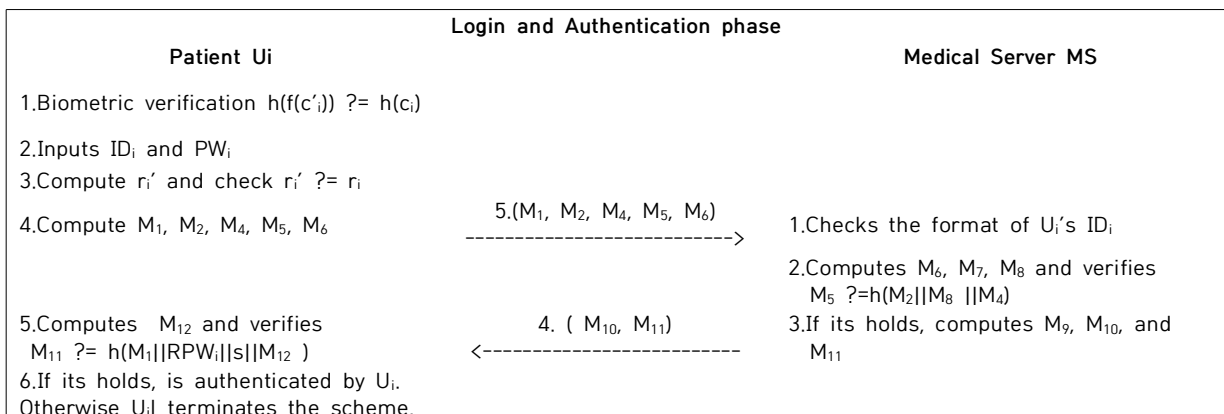 Login and Authentication phase
Patient Ui
Medical Server MS
1.Biometric verification h(f(c'ᵢ)) ?= h(cᵢ)
2.Inputs IDᵢ and PWᵢ
3.Compute rᵢ′ and check rᵢ′ ?= rᵢ
4.Compute M₁, M₂, M₄, M₅, M₆
5.(M₁, M₂, M₄, M₅, M₆)
--------------------------->
1.Checks the format of Uᵢ′s IDᵢ
2.Computes M₆, M₇, M₈ and verifies
M₅ ?=h(M₂||M₈ ||M₄)
5.Computes M₁₂ and verifies
M₁₁ ?= h(M₁||RPWᵢ||s||M₁₂ )
4. ( M₁₀, M₁₁)
<--------------------------
3.If its holds, computes M₉, M₁₀, and
M₁₁
6.If its holds, is authenticated by Uᵢ.
Otherwise UᵢI terminates the scheme.